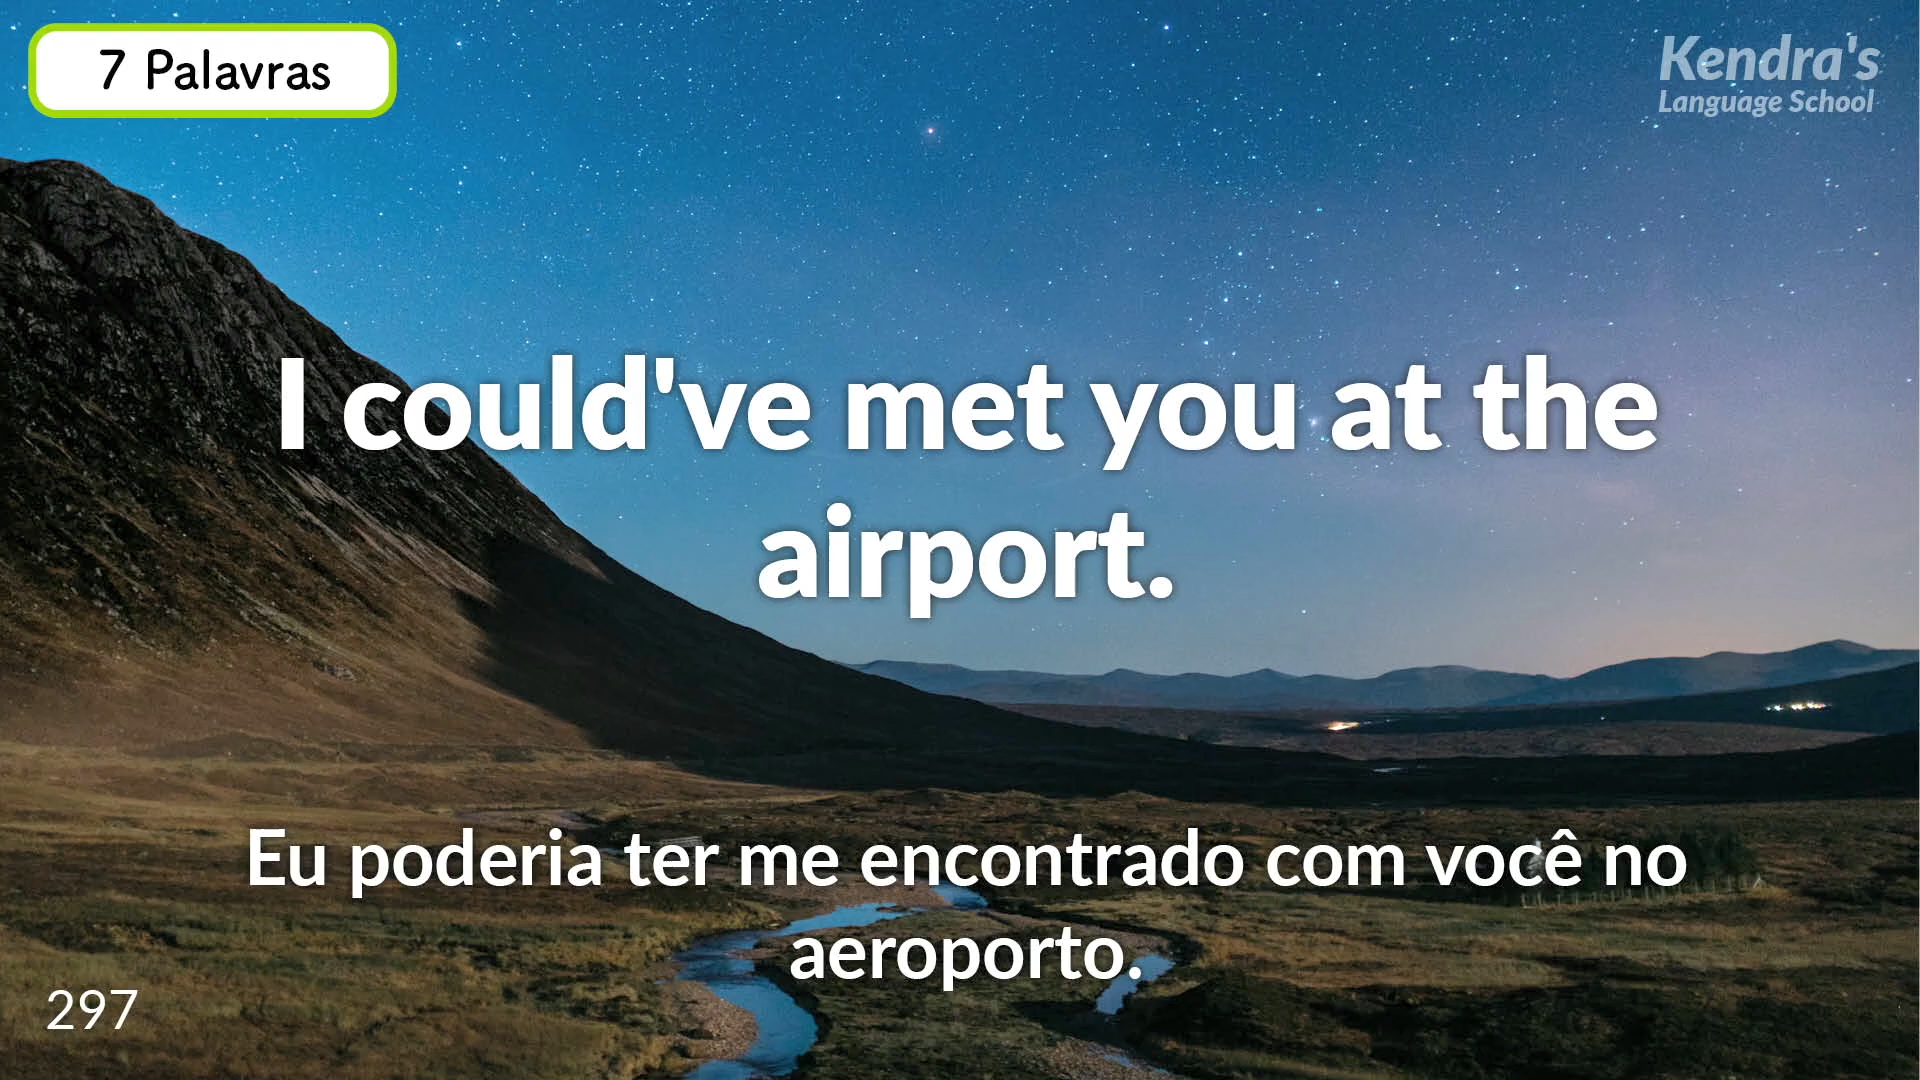 7 Palavras
Kendra's
Language School
I could've met you at the
airport.
Eu poderia ter me encontrado com você no
aeroporto.
297